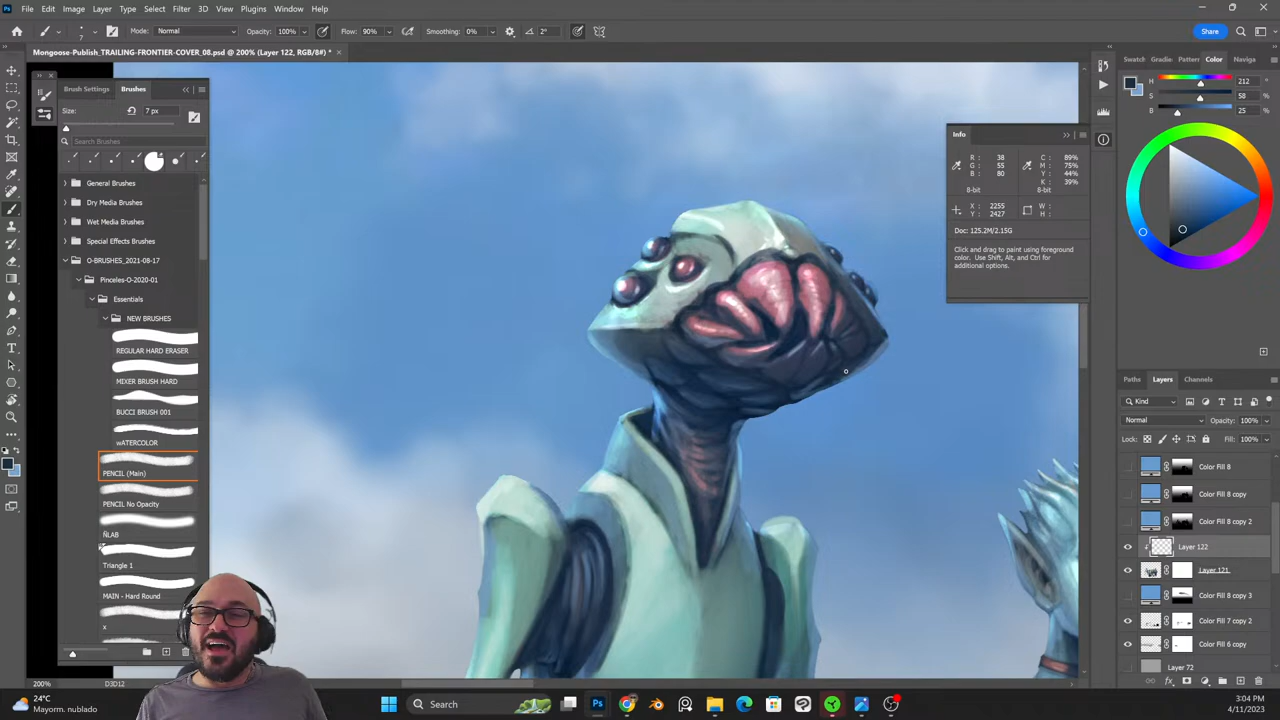 Ps File Edit Image Layer Type Select Filter 3D View Plugins Window Help
7 Mode: Normal Opacity: 100% Flow: 90% Smoothing: 0% 2° Share
Mongoose-Publish_TRAILING-FRONTIER-COVER_08.psd @ 200% (Layer 122, RGB/8#) *
Brush Settings Brushes
Size: 7 px
Search Brushes
General Brushes
Dry Media Brushes
Wet Media Brushes
Special Effects Brushes
O-BRUSHES_2021-08-17
Pinceles-O-2020-01
Essentials
NEW BRUSHES
REGULAR HARD ERASER
MIXER BRUSH HARD
BUCCI BRUSH 001
wATERCOLOR
PENCIL (Main)
PENCIL No Opacity
ÑLAB
Triangle 1
MAIN - Hard Round
x
Info
R : 38 C : 89%
G : 55 M : 75%
B : 80 Y : 44%
K : 39%
8-bit 8-bit
X : 2255 W :
Y : 2427 H :
Doc: 125.2M/2.15G
Click and drag to paint using foreground
color. Use Shift, Alt, and Ctrl for
additional options.
Swatch Gradie Pattern Color Naviga
H 212 °
S 58 %
B 25 %
Paths Layers Channels
Kind
Normal Opacity: 100%
Lock: Fill: 100%
Color Fill 8
Color Fill 8 copy
Color Fill 8 copy 2
Layer 122
Layer 121
Color Fill 8 copy 3
Color Fill 7 copy 2
Color Fill 6 copy
Layer 72
200% D3D12
24°C
Mayorm. nublado
Search
3:04 PM
4/11/2023